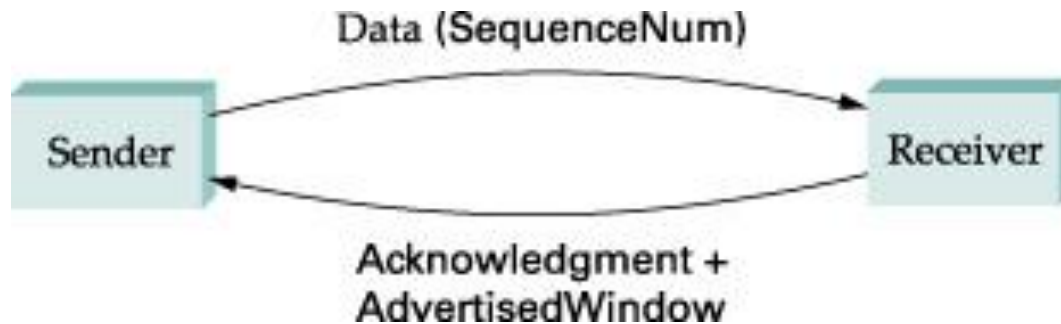 Data (SequenceNum)
Sender
Receiver
Acknowledgment +
AdvertisedWindow